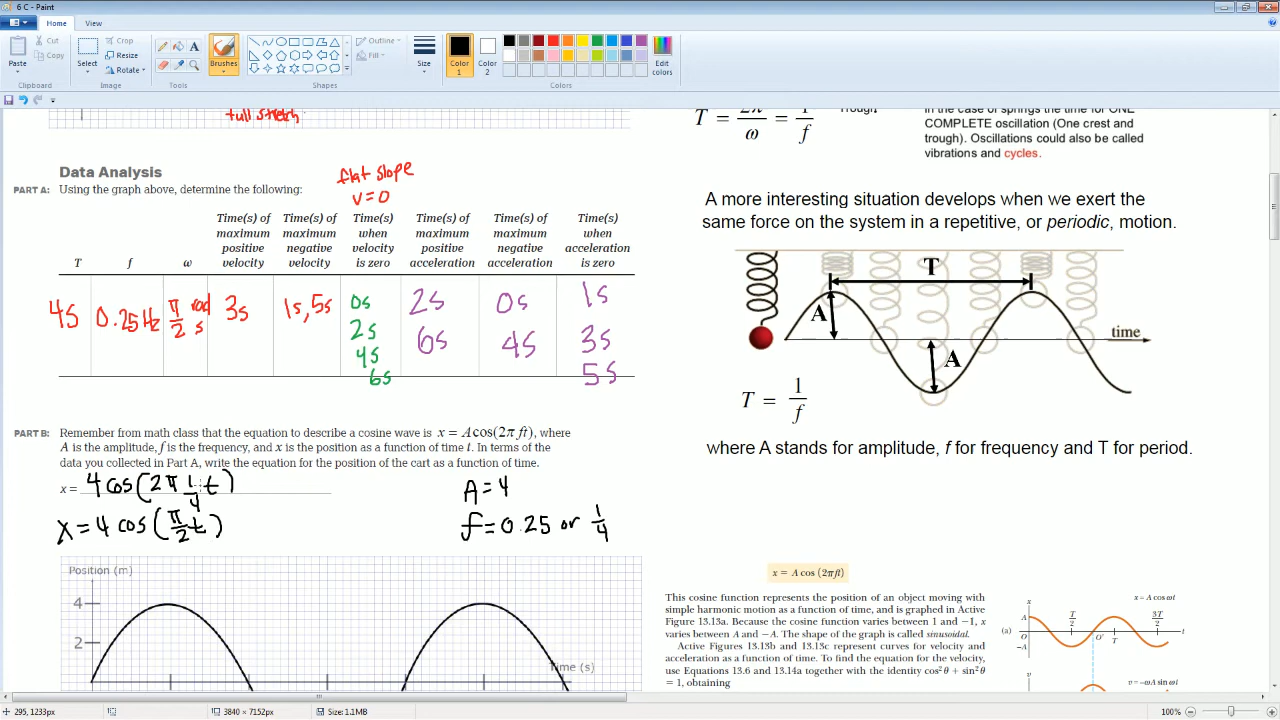 6 C - Paint
Home View
Paste
Cut
Copy
Clipboard
Select
Crop
Resize
Rotate
Image
A
Tools
Brushes
Outline
Fill
Shapes
Size
Color 1
Color 2
Edit colors
Colors
full stretch
Data Analysis
PART A: Using the graph above, determine the following:
flat slope
v = 0
T
f
ω
Time(s) of maximum positive velocity
Time(s) of maximum negative velocity
Time(s) when velocity is zero
Time(s) of maximum positive acceleration
Time(s) of maximum negative acceleration
Time(s) when acceleration is zero
4s 0.25 Hz π/2 rad/s 3s 1s, 5s 0s 2s 0s 1s
2s 6s 4s 3s
4s 5s
6s
PART B: Remember from math class that the equation to describe a cosine wave is x = A cos(2π ft), where
A is the amplitude, f is the frequency, and x is the position as a function of time t. In terms of the
data you collected in Part A, write the equation for the position of the cart as a function of time.
x = 4 cos(2π 1/4 t)
x = 4 cos(π/2 t)
A = 4
f = 0.25 or 1/4
Position (m)
4
2
Time (s)
T = 2π/ω = 1/f
Trough,
in the case of springs the time for ONE
COMPLETE oscillation (One crest and
trough). Oscillations could also be called
vibrations and cycles.
A more interesting situation develops when we exert the
same force on the system in a repetitive, or periodic, motion.
T
A
A
time
T = 1/f
where A stands for amplitude, f for frequency and T for period.
x = A cos (2πft)
This cosine function represents the position of an object moving with
simple harmonic motion as a function of time, and is graphed in Active
Figure 13.13a. Because the cosine function varies between 1 and −1, x
varies between A and −A. The shape of the graph is called sinusoidal.
Active Figures 13.13b and 13.13c represent curves for velocity and
acceleration as a function of time. To find the equation for the velocity,
use Equations 13.6 and 13.14a together with the identity cos² θ + sin² θ
= 1, obtaining
x
x = A cos ωt
(a)
A
O
−A
T/2
O'
T
3T/2
t
v
v = −ωA sin ωt
295, 1233px
3840 × 7152px
Size: 1.1MB
100%